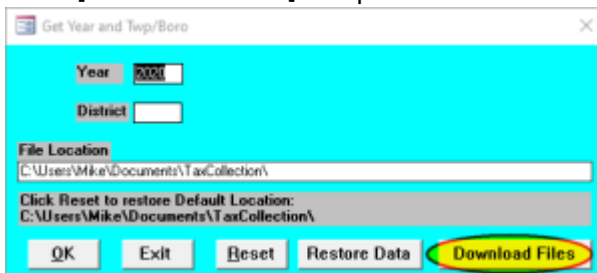 Get Year and Twp/Boro
Year 2020
District
File Location
C:\Users\Mike\Documents\TaxCollection\
Click Reset to restore Default Location:
C:\Users\Mike\Documents\TaxCollection\
OK Exit Reset Restore Data Download Files